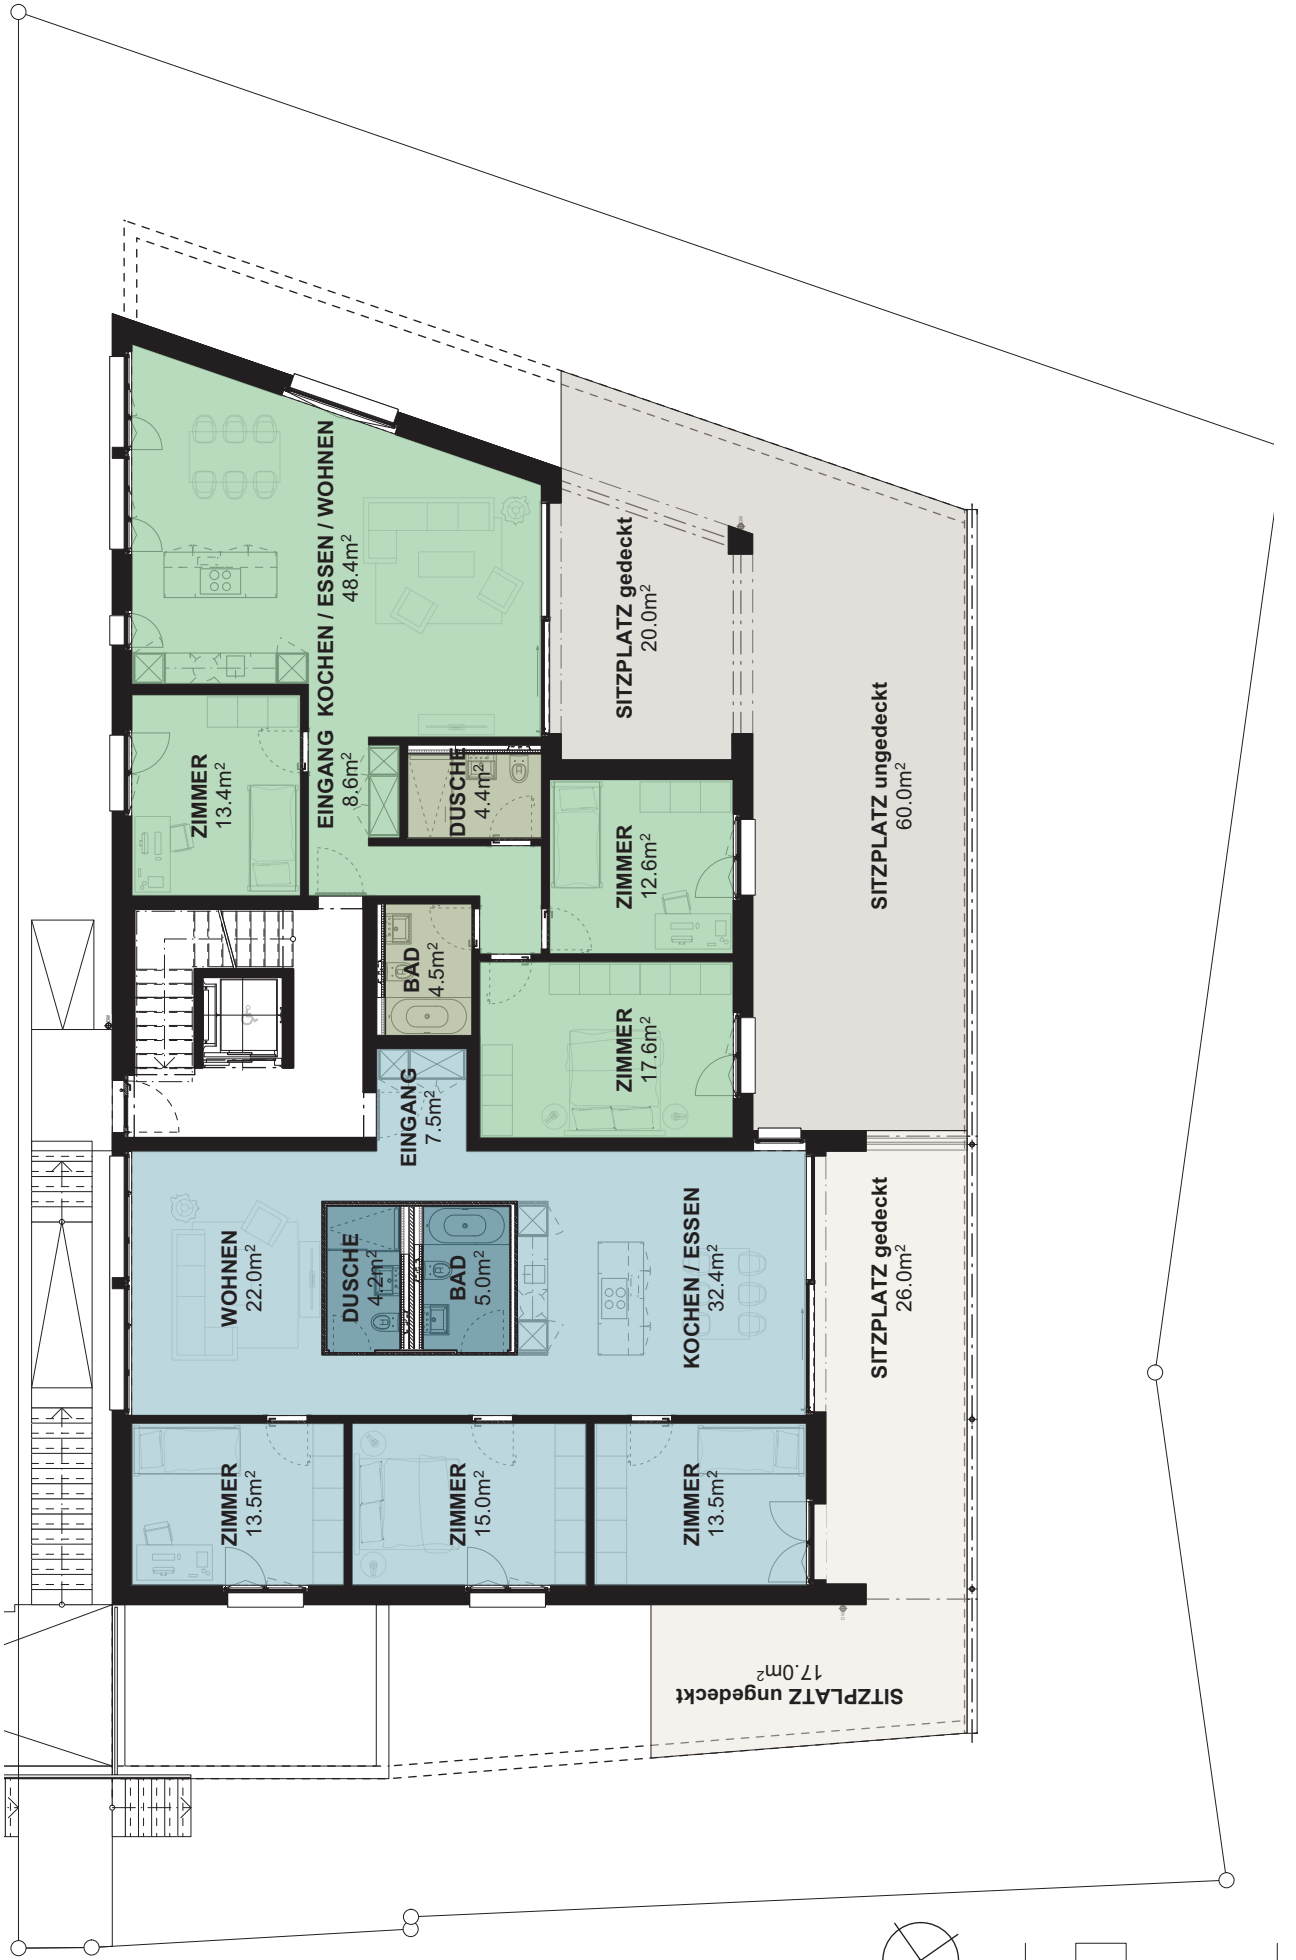 EINGANG KOCHEN / ESSEN / WOHNEN
8.6m² 48.4m²
SITZPLATZ gedeckt
20.0m²
ZIMMER
13.4m²
DUSCHE
4.4m²
ZIMMER
12.6m²
SITZPLATZ ungedeckt
60.0m²
BAD
4.5m²
ZIMMER
17.6m²
EINGANG
7.5m²
WOHNEN
22.0m²
DUSCHE
4.2m²
BAD
5.0m²
KOCHEN / ESSEN
32.4m²
SITZPLATZ gedeckt
26.0m²
ZIMMER
13.5m²
ZIMMER
15.0m²
ZIMMER
13.5m²
SITZPLATZ ungedeckt
17.0m²